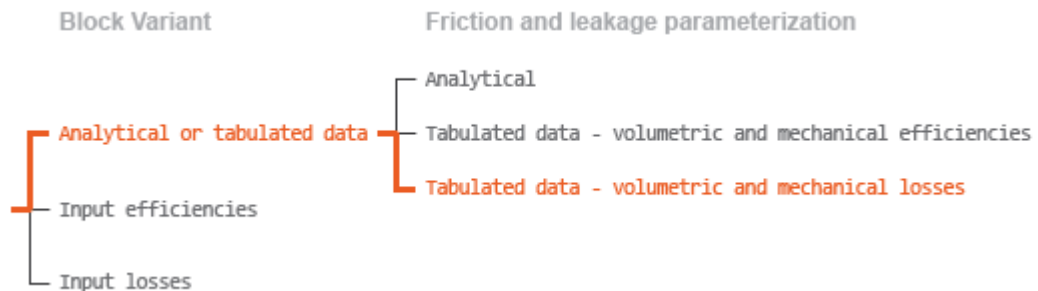 Block Variant
Friction and leakage parameterization
Analytical
Analytical or tabulated data
Tabulated data - volumetric and mechanical efficiencies
Tabulated data - volumetric and mechanical losses
Input efficiencies
Input losses